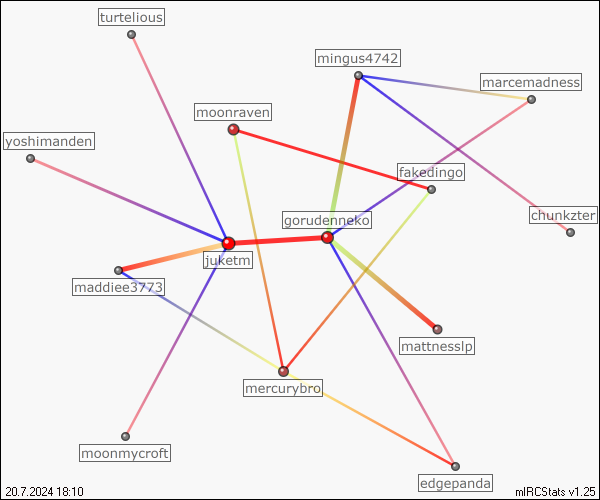 turtelious
mingus4742
marcemadness
moonraven
yoshimanden
fakedingo
gorudenneko
chunkzter
juketm
maddiee3773
mattnesslp
mercurybro
moonmycroft
edgepanda
20.7.2024 18:10
mIRCStats v1.25